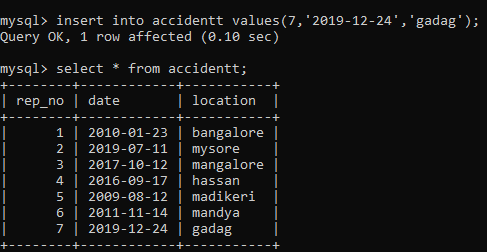 mysql> insert into accidentt values(7,'2019-12-24','gadag');
Query OK, 1 row affected (0.10 sec)
mysql> select * from accidentt;
+--------+------------+-----------+
| rep_no | date       | location  |
+--------+------------+-----------+
|      1 | 2010-01-23 | bangalore |
|      2 | 2019-07-11 | mysore    |
|      3 | 2017-10-12 | mangalore |
|      4 | 2016-09-17 | hassan    |
|      5 | 2009-08-12 | madikeri  |
|      6 | 2011-11-14 | mandya    |
|      7 | 2019-12-24 | gadag     |
+--------+------------+-----------+